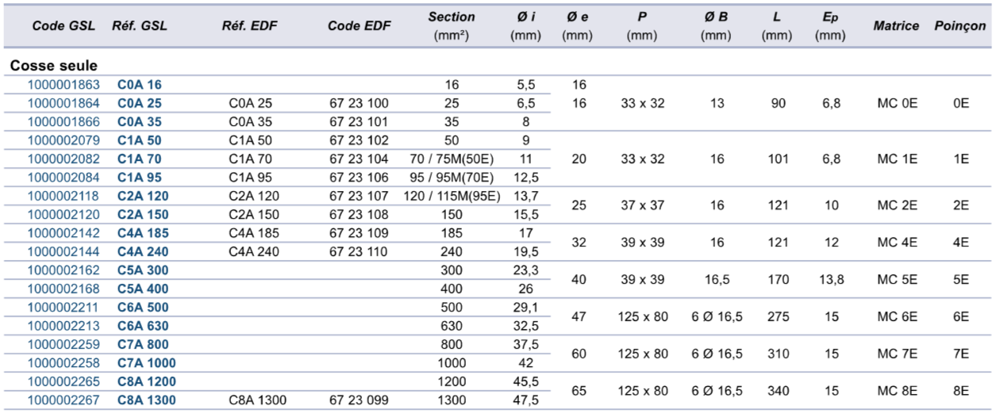 Code GSL Réf. GSL Réf. EDF Code EDF Section (mm²) Ø i (mm) Ø e (mm) P (mm) Ø B (mm) L (mm) Ep (mm) Matrice Poinçon
Cosse seule
1000001863 C0A 16 16 5,5 16
1000001864 C0A 25 C0A 25 67 23 100 25 6,5 16 33 x 32 13 90 6,8 MC 0E 0E
1000001866 C0A 35 C0A 35 67 23 101 35 8
1000002079 C1A 50 C1A 50 67 23 102 50 9
1000002082 C1A 70 C1A 70 67 23 104 70 / 75M(50E) 11 20 33 x 32 16 101 6,8 MC 1E 1E
1000002084 C1A 95 C1A 95 67 23 106 95 / 95M(70E) 12,5
1000002118 C2A 120 C2A 120 67 23 107 120 / 115M(95E) 13,7
25 37 x 37 16 121 10 MC 2E 2E
1000002120 C2A 150 C2A 150 67 23 108 150 15,5
1000002142 C4A 185 C4A 185 67 23 109 185 17
32 39 x 39 16 121 12 MC 4E 4E
1000002144 C4A 240 C4A 240 67 23 110 240 19,5
1000002162 C5A 300 300 23,3
40 39 x 39 16,5 170 13,8 MC 5E 5E
1000002168 C5A 400 400 26
1000002211 C6A 500 500 29,1
47 125 x 80 6 Ø 16,5 275 15 MC 6E 6E
1000002213 C6A 630 630 32,5
1000002259 C7A 800 800 37,5
60 125 x 80 6 Ø 16,5 310 15 MC 7E 7E
1000002258 C7A 1000 1000 42
1000002265 C8A 1200 1200 45,5
65 125 x 80 6 Ø 16,5 340 15 MC 8E 8E
1000002267 C8A 1300 C8A 1300 67 23 099 1300 47,5